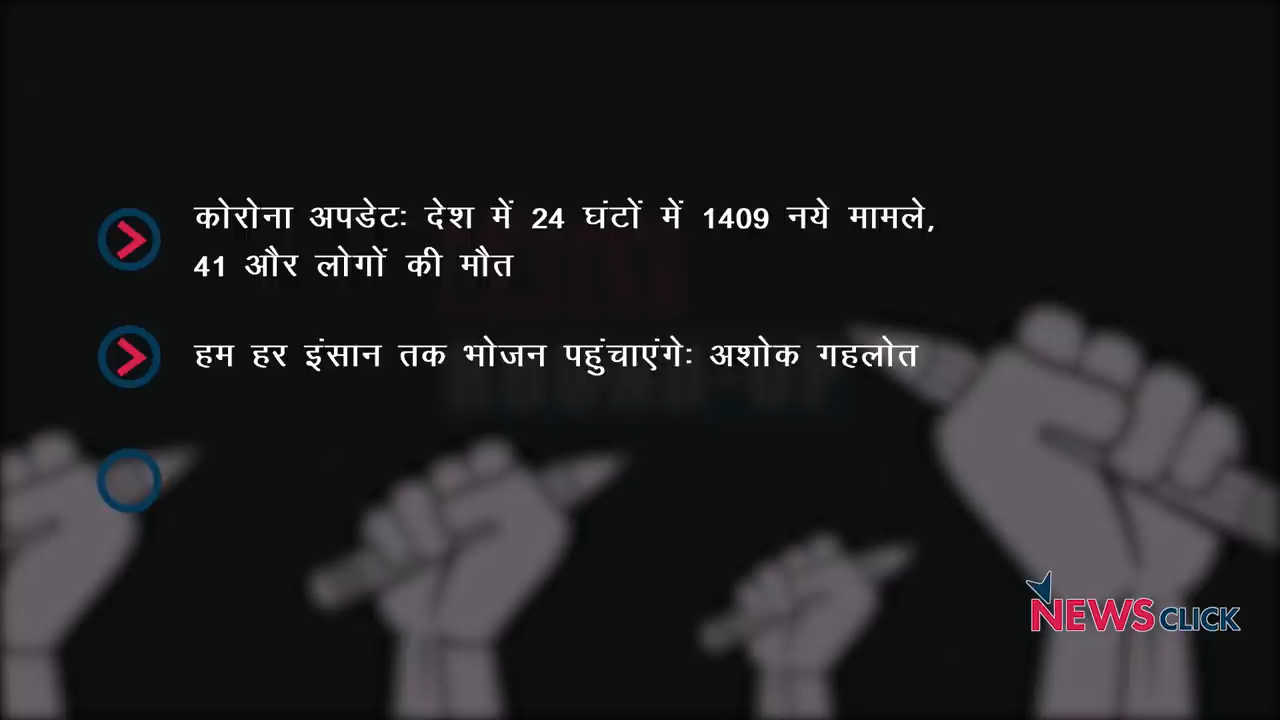 कोरोना अपडेटः देश में 24 घंटों में 1409 नये मामले,
41 और लोगों की मौत
हम हर इंसान तक भोजन पहुंचाएंगेः अशोक गहलोत
NEWSCLICK